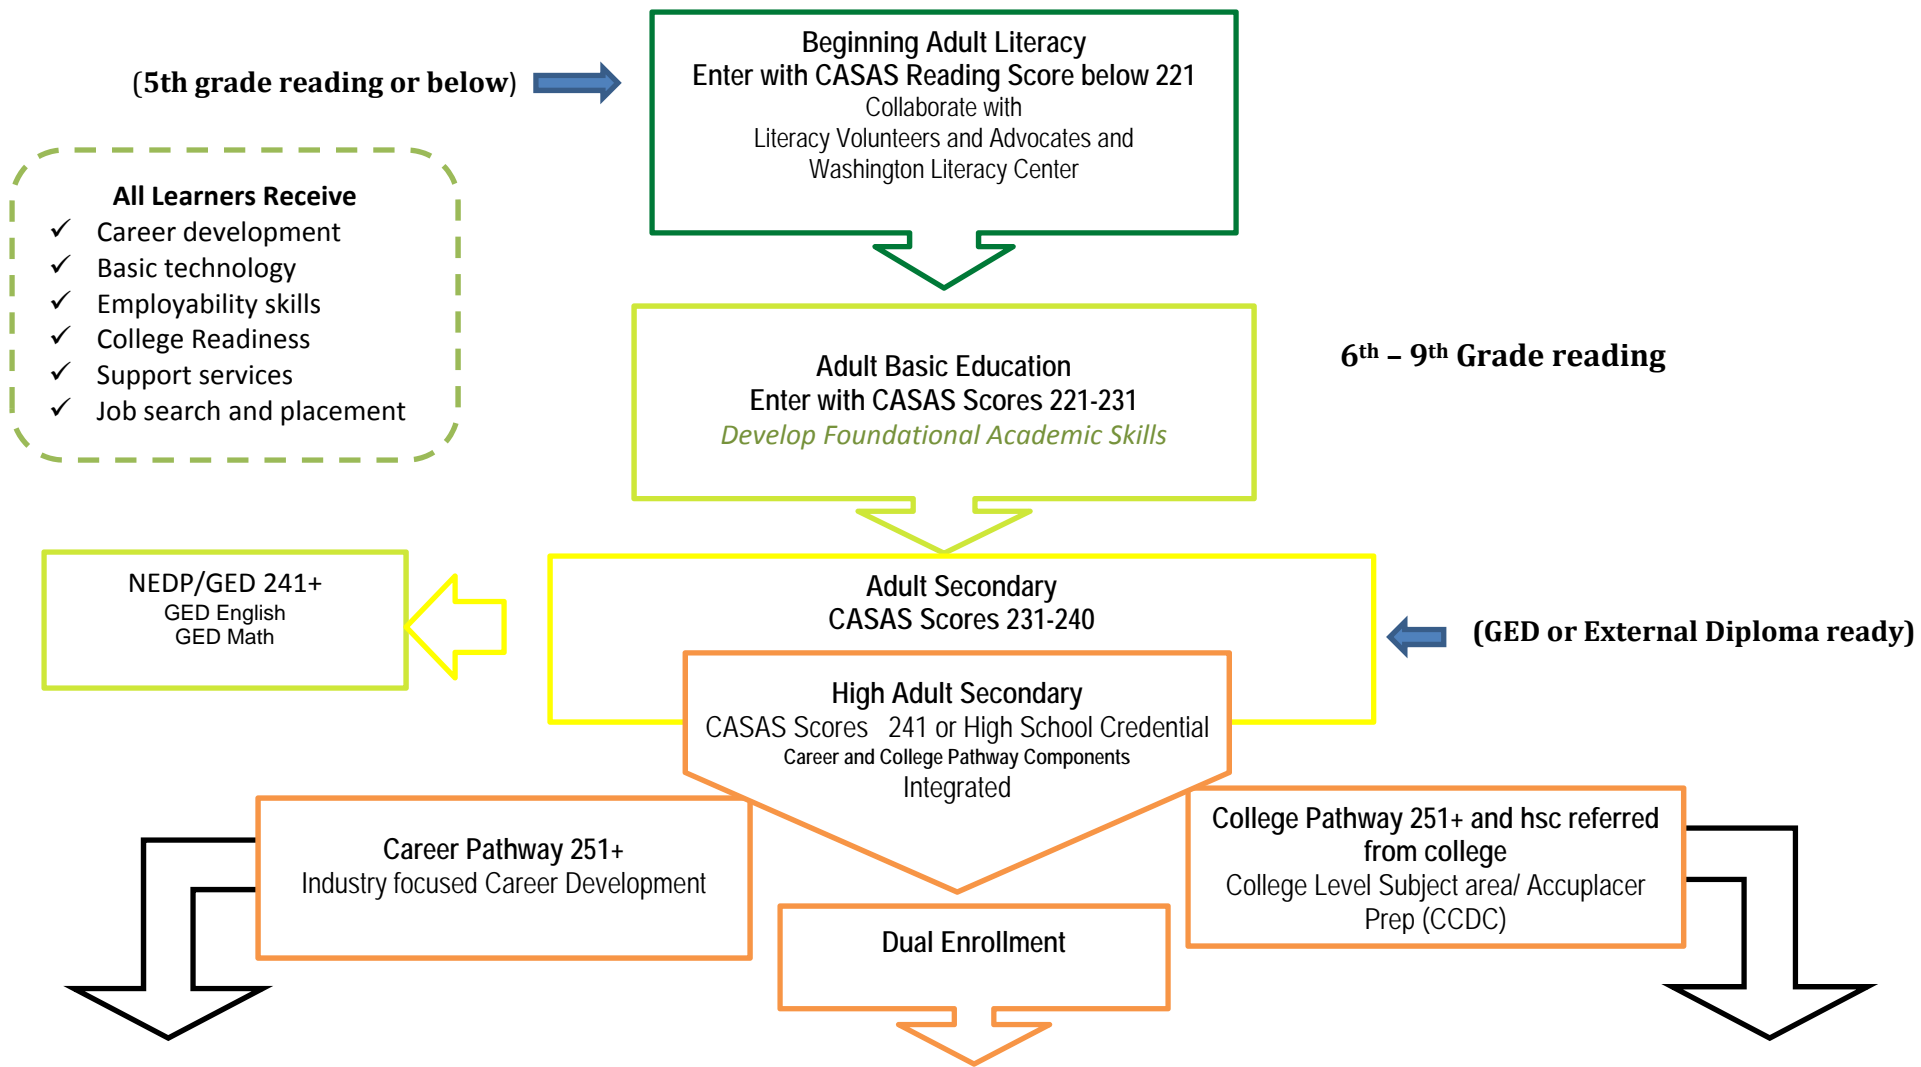 Beginning Adult Literacy
Enter with CASAS Reading Score below 221
Collaborate with
Literacy Volunteers and Advocates and
Washington Literacy Center
(5th grade reading or below)
All Learners Receive
✓ Career development
✓ Basic technology
✓ Employability skills
✓ College Readiness
✓ Support services
✓ Job search and placement
Adult Basic Education
Enter with CASAS Scores 221-231
Develop Foundational Academic Skills
6th – 9th Grade reading
NEDP/GED 241+
GED English
GED Math
Adult Secondary
CASAS Scores 231-240
(GED or External Diploma ready)
High Adult Secondary
CASAS Scores 241 or High School Credential
Career and College Pathway Components
Integrated
Career Pathway 251+
Industry focused Career Development
College Pathway 251+ and hsc referred
from college
College Level Subject area/ Accuplacer
Prep (CCDC)
Dual Enrollment